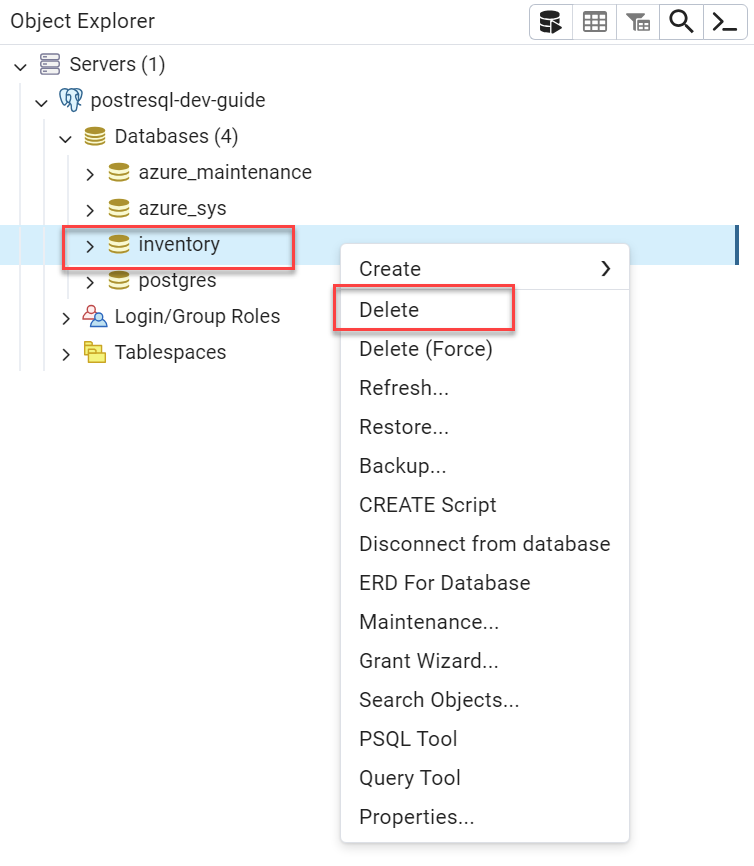 Object Explorer
Servers (1)
postresql-dev-guide
Databases (4)
azure_maintenance
azure_sys
inventory
postgres
Login/Group Roles
Tablespaces
Create
Delete
Delete (Force)
Refresh...
Restore...
Backup...
CREATE Script
Disconnect from database
ERD For Database
Maintenance...
Grant Wizard...
Search Objects...
PSQL Tool
Query Tool
Properties...